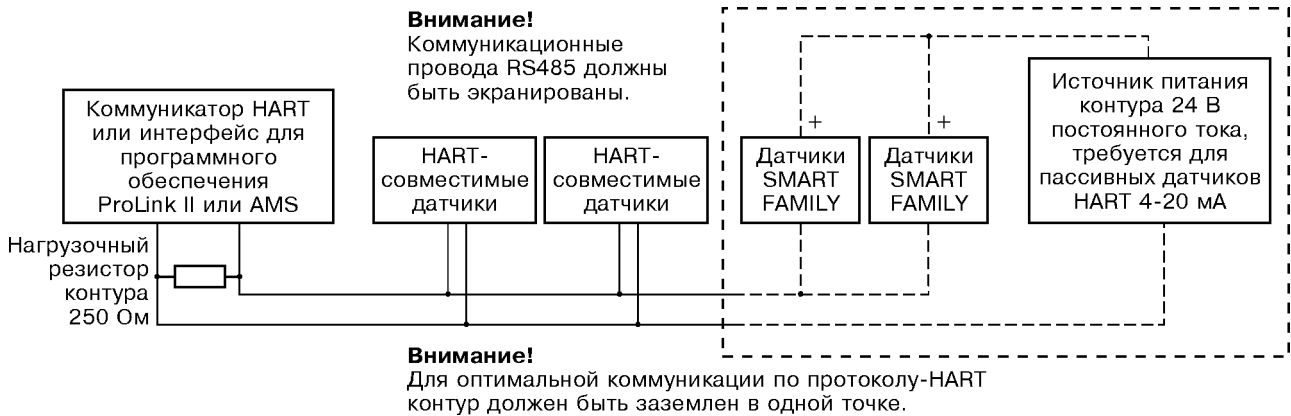 Внимание!
Коммуникационные
провода RS485 должны
быть экранированы.
Коммуникатор HART
или интерфейс для
программного
обеспечения
ProLink II или AMS
HART-
совместимые
датчики
HART-
совместимые
датчики
+
Датчики
SMART
FAMILY
+
Датчики
SMART
FAMILY
Источник питания
контура 24 В
постоянного тока,
требуется для
пассивных датчиков
HART 4-20 мА
Нагрузочный
резистор
контура
250 Ом
Внимание!
Для оптимальной коммуникации по протоколу-HART
контур должен быть заземлен в одной точке.